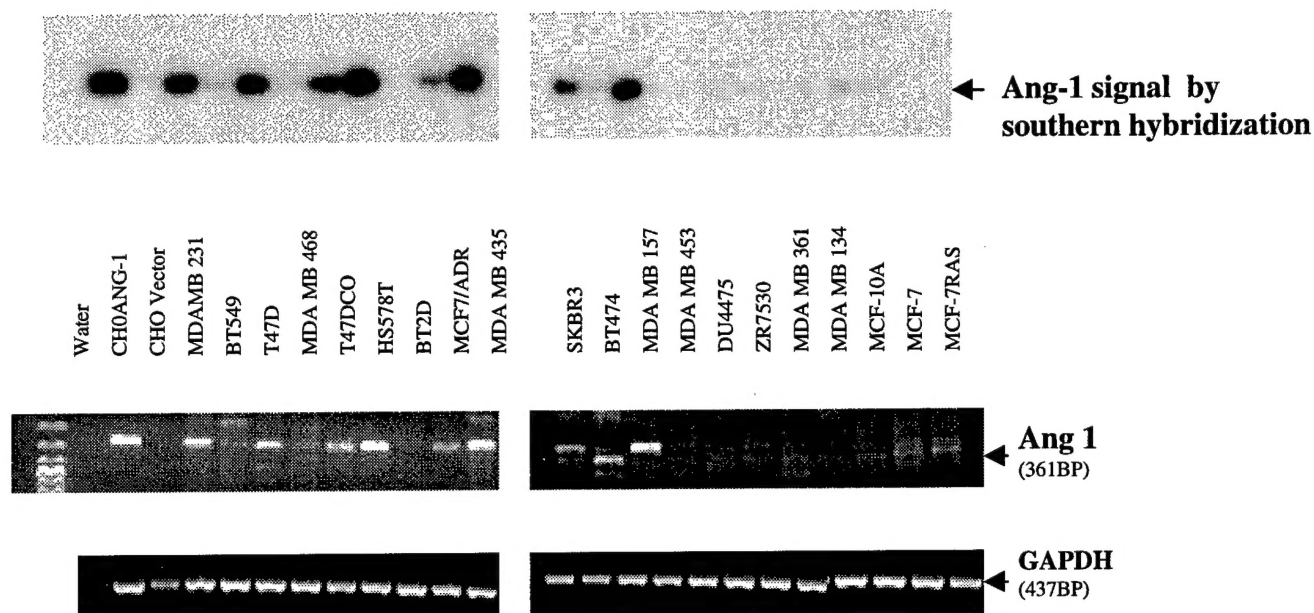 Ang-1 signal by
southern hybridization
Water
CH0ANG-1
CHO Vector
MDAMB 231
BT549
T47D
MDA MB 468
T47DCO
HS578T
BT2D
MCF7/ADR
MDA MB 435
SKBR3
BT474
MDA MB 157
MDA MB 453
DU4475
ZR7530
MDA MB 361
MDA MB 134
MCF-10A
MCF-7
MCF-7RAS
Ang 1
(361BP)
GAPDH
(437BP)